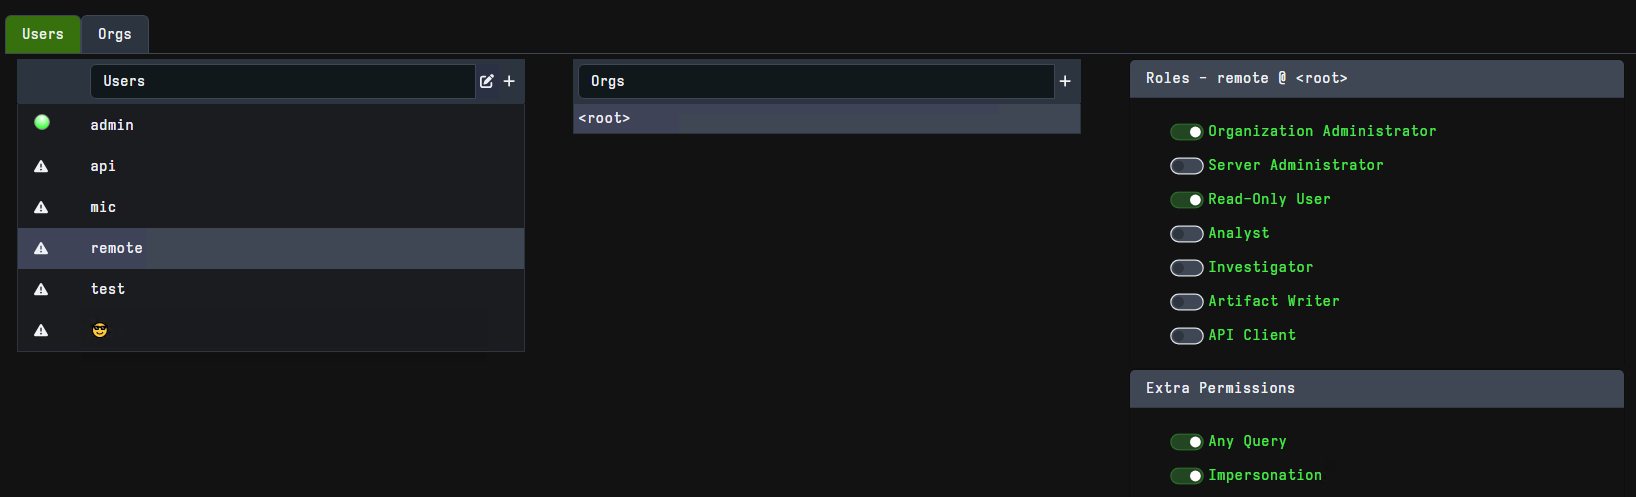 Users Orgs
Users
admin
api
mic
remote
test
😎
Orgs
<root>
Roles - remote @ <root>
Organization Administrator
Server Administrator
Read-Only User
Analyst
Investigator
Artifact Writer
API Client
Extra Permissions
Any Query
Impersonation